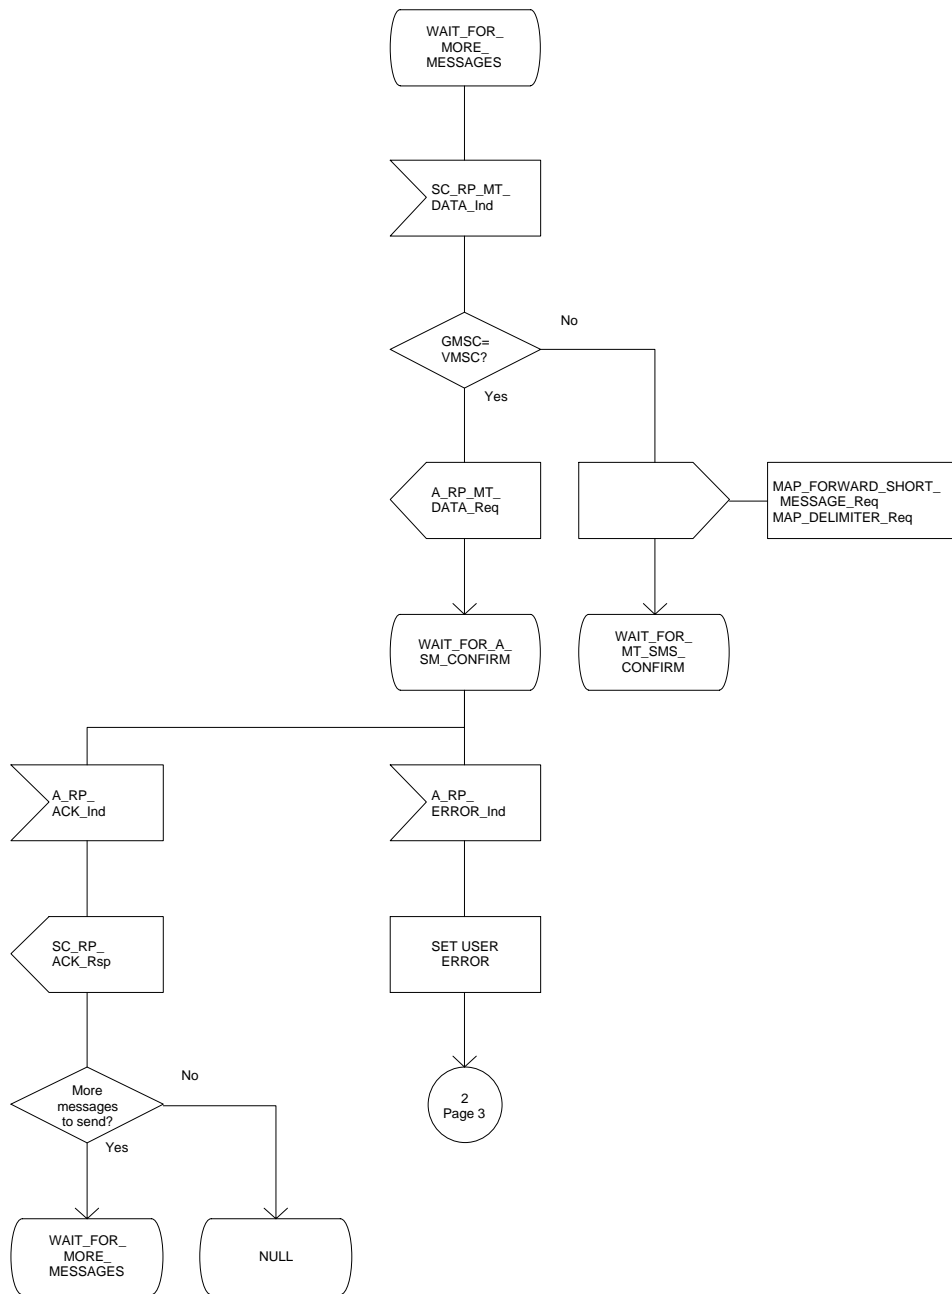 WAIT_FOR_
MORE_
MESSAGES
SC_RP_MT_
DATA_Ind
GMSC=
VMSC?
No
Yes
A_RP_MT_
DATA_Req
MAP_FORWARD_SHORT_
MESSAGE_Req
MAP_DELIMITER_Req
WAIT_FOR_A_
SM_CONFIRM
WAIT_FOR_
MT_SMS_
CONFIRM
A_RP_
ACK_Ind
A_RP_
ERROR_Ind
SC_RP_
ACK_Rsp
SET USER
ERROR
More
messages
to send?
No
Yes
2
Page 3
WAIT_FOR_
MORE_
MESSAGES
NULL